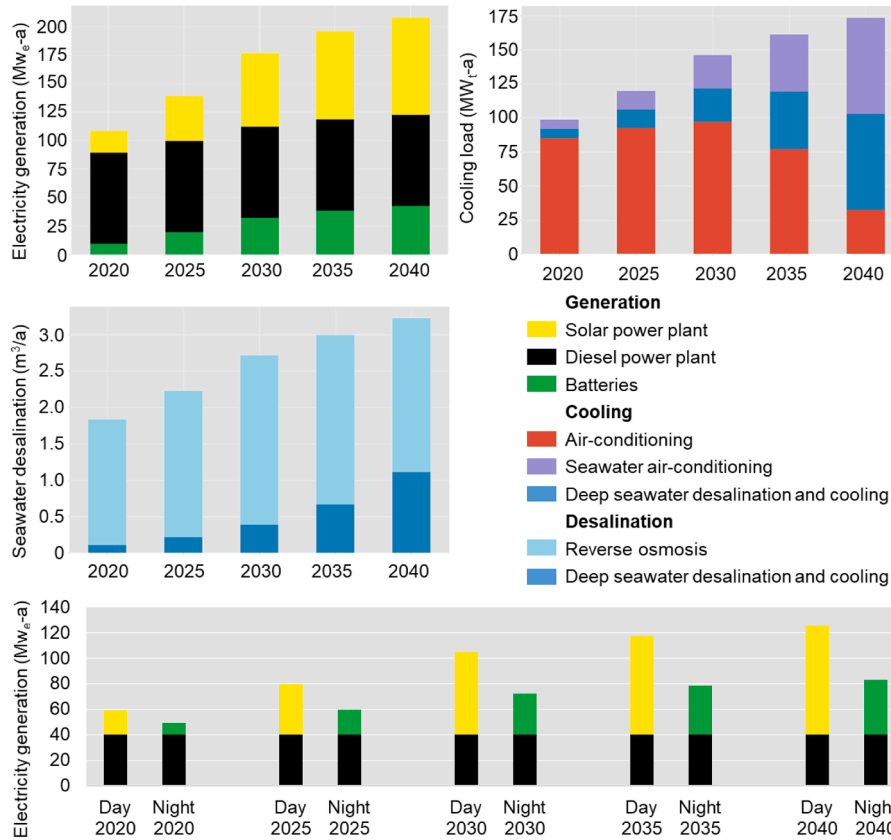 Electricity generation (Mwe-a)
200
175
150
125
100
75
50
25
0
2020 2025 2030 2035 2040
Cooling load (MWt-a)
175
150
125
100
75
50
25
0
2020 2025 2030 2035 2040
Seawater desalination (m³/a)
3.0
2.5
2.0
1.5
1.0
0.5
0
2020 2025 2030 2035 2040
Generation
Solar power plant
Diesel power plant
Batteries
Cooling
Air-conditioning
Seawater air-conditioning
Deep seawater desalination and cooling
Desalination
Reverse osmosis
Deep seawater desalination and cooling
Electricity generation (Mwe-a)
140
120
100
80
60
40
20
0
Day Night Day Night Day Night Day Night Day Nigh
2020 2020 2025 2025 2030 2030 2035 2035 2040 204